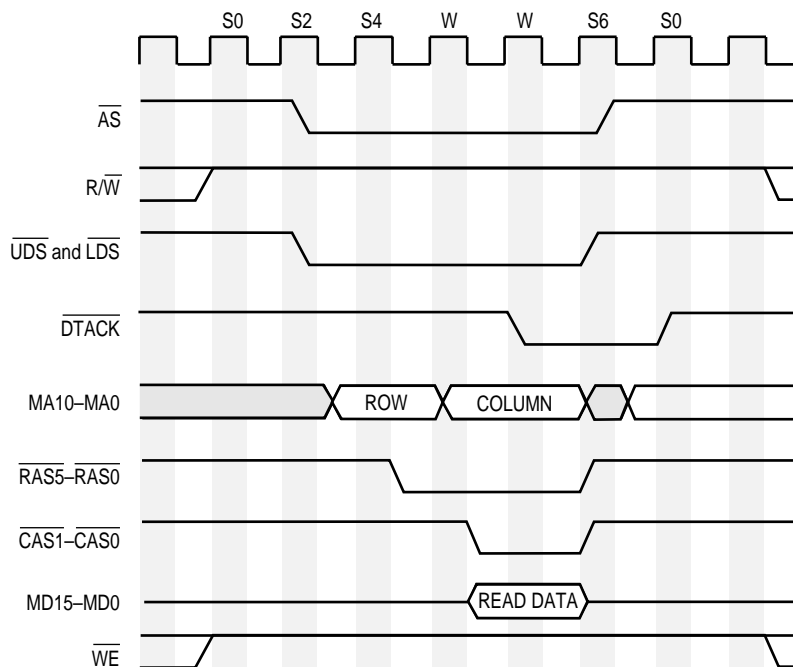 S0 S2 S4 W W S6 S0
AS
R/W
UDS and LDS
DTACK
MA10–MA0 ROW COLUMN
RAS5–RAS0
CAS1–CAS0
MD15–MD0 READ DATA
WE